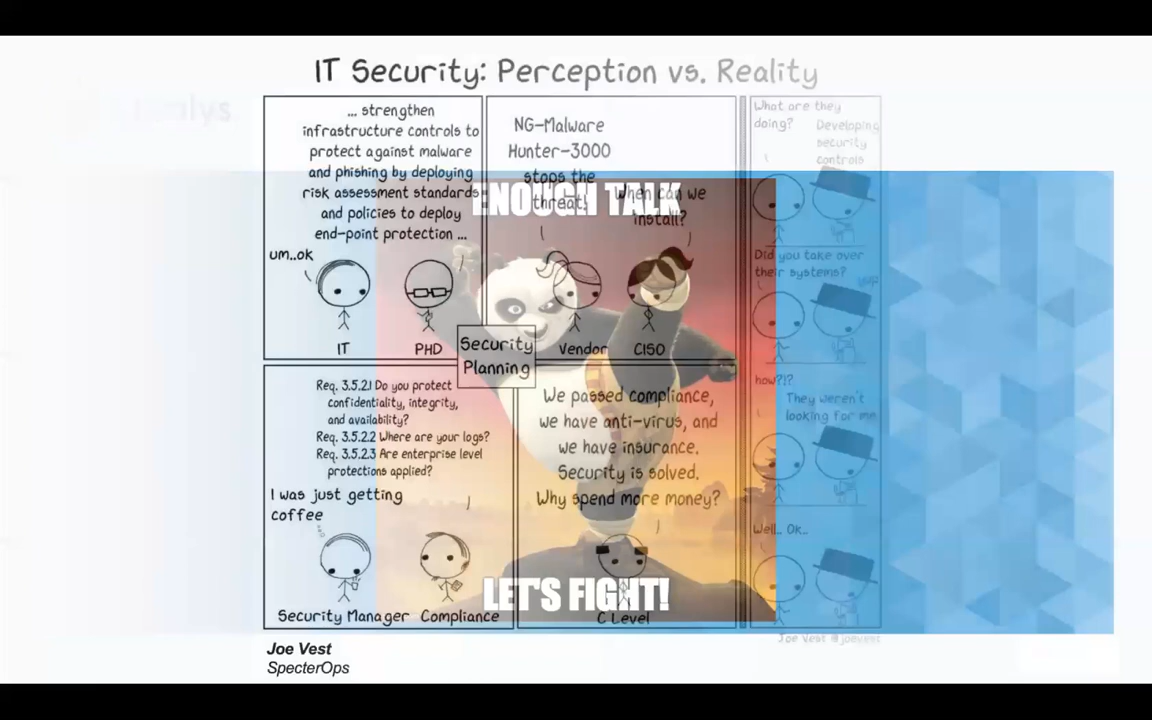 IT Security: Perception vs. Reality
... strengthen
infrastructure controls to
protect against malware
and phishing by deploying
risk assessment standards
and policies to deploy
end-point protection ...
um..ok
IT
PHD
NG-Malware
Hunter-3000
stops the
threat!
When can we
install?
Vendor
CISO
Security
Planning
Req. 3.5.2.1 Do you protect
confidentiality, integrity,
and availability?
Req. 3.5.2.2 Where are your logs?
Req. 3.5.2.3 Are enterprise level
protections applied?
I was just getting
coffee
Security Manager
Compliance
We passed compliance,
we have anti-virus, and
we have insurance.
Security is solved.
Why spend more money?
C Level
What are they
doing?
Developing
security
controls
Did you take over
their systems?
how?!?
They weren't
looking for me
Well.. Ok..
Joe Vest @joevest
ENOUGH TALK
LET'S FIGHT!
Joe Vest
SpecterOps